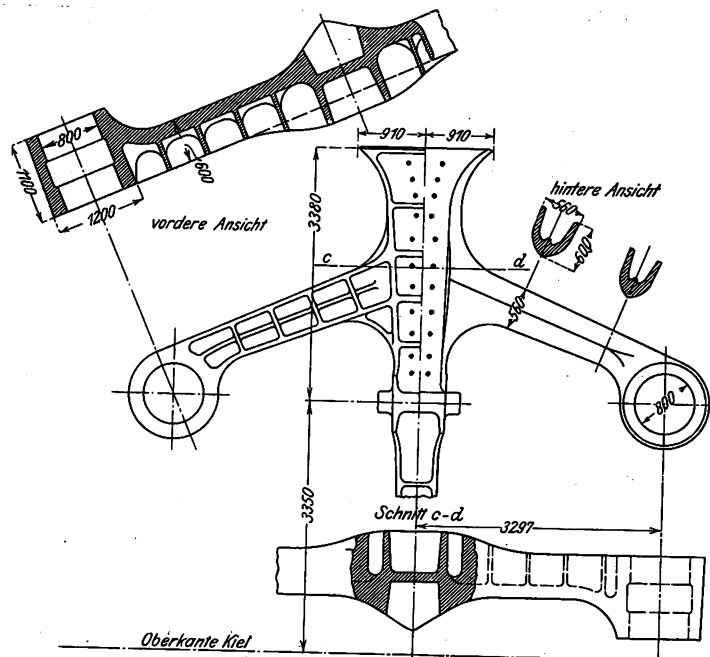 910 910
800
1100
600
1200
vordere Ansicht
3380
hintere Ansicht
560
600
c d
560
800
3350
Schnitt c-d
3297
Oberkante Kiel